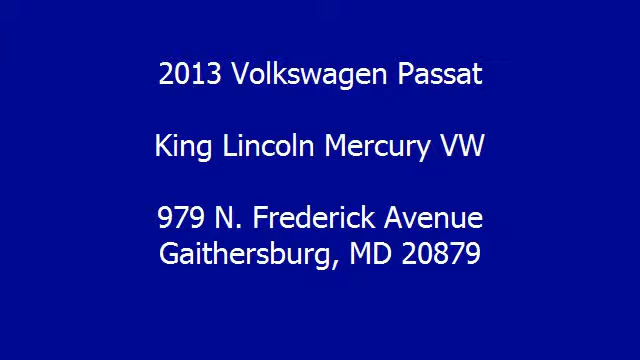 2013 Volkswagen Passat
King Lincoln Mercury VW
979 N. Frederick Avenue
Gaithersburg, MD 20879